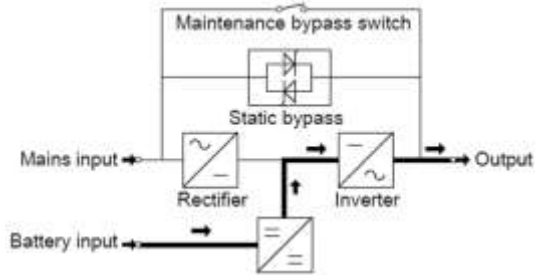 Maintenance bypass switch
Static bypass
Mains input
Output
Rectifier
Inverter
Battery input